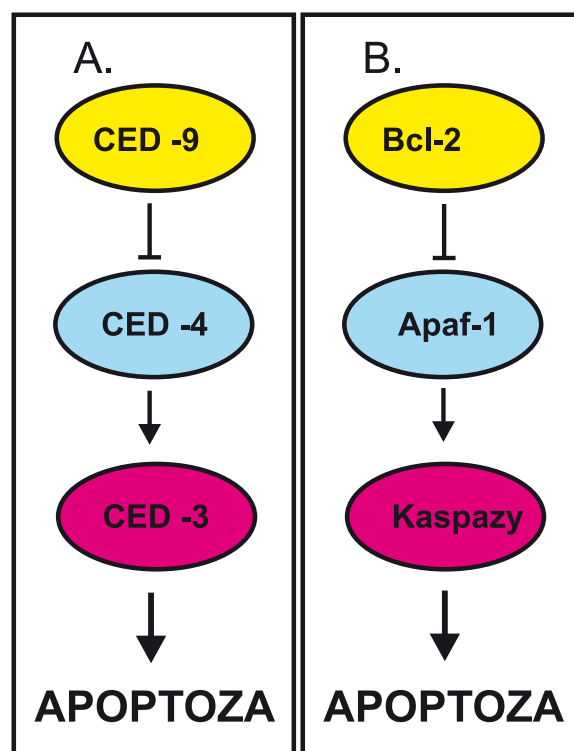 A.
CED -9
CED -4
CED -3
APOPTOZA
B.
Bcl-2
Apaf-1
Kaspazy
APOPTOZA